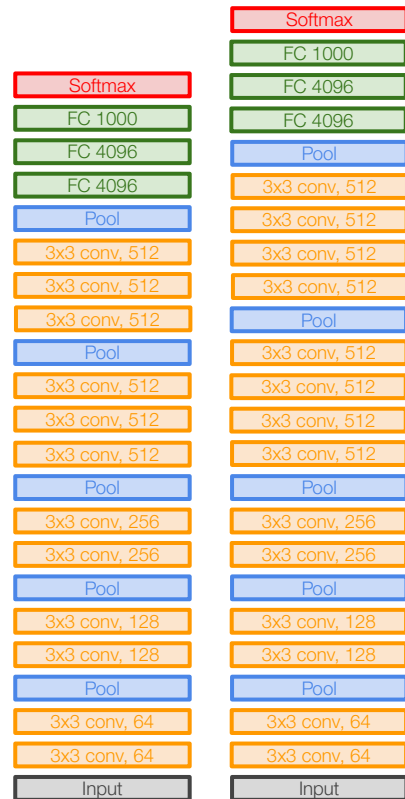 Softmax
FC 1000
FC 4096
FC 4096
Pool
3x3 conv, 512
3x3 conv, 512
3x3 conv, 512
Pool
3x3 conv, 512
3x3 conv, 512
3x3 conv, 512
Pool
3x3 conv, 256
3x3 conv, 256
Pool
3x3 conv, 128
3x3 conv, 128
Pool
3x3 conv, 64
3x3 conv, 64
Input
Softmax
FC 1000
FC 4096
FC 4096
Pool
3x3 conv, 512
3x3 conv, 512
3x3 conv, 512
3x3 conv, 512
Pool
3x3 conv, 512
3x3 conv, 512
3x3 conv, 512
3x3 conv, 512
Pool
3x3 conv, 256
3x3 conv, 256
Pool
3x3 conv, 128
3x3 conv, 128
Pool
3x3 conv, 64
3x3 conv, 64
Input